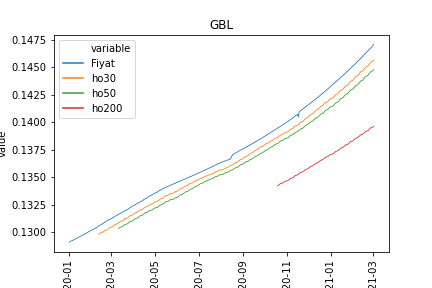 GBL
variable
Fiyat
ho30
ho50
ho200
0.1475
0.1450
0.1425
0.1400
0.1375
0.1350
0.1325
0.1300
value
20-01
20-03
20-05
20-07
20-09
20-11
21-01
21-03